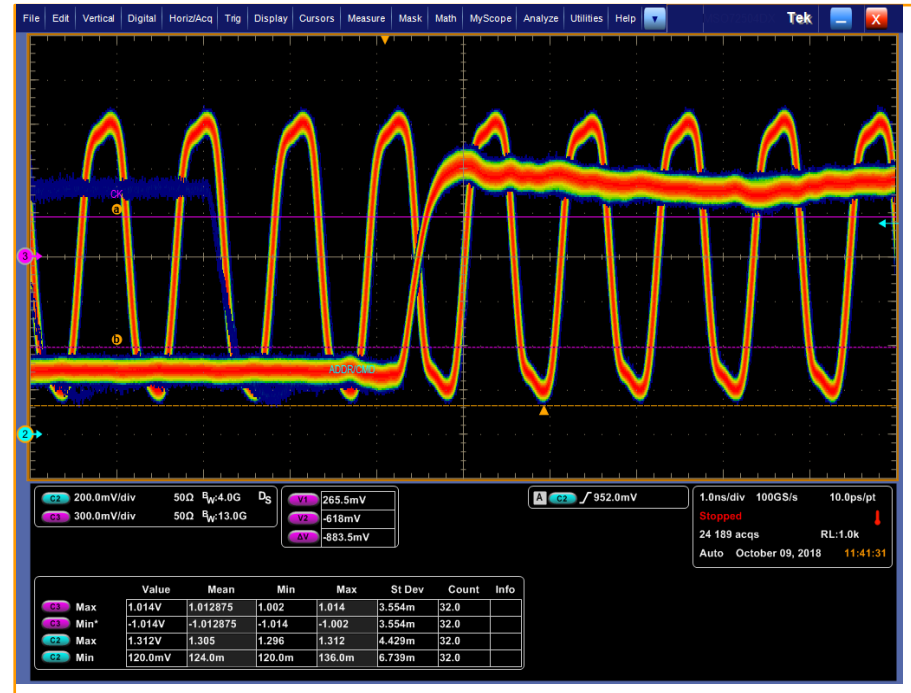 File Edit Vertical Digital Horiz/Acq Trig Display Cursors Measure Mask Math MyScope Analyze Utilities Help Tek X
CK
a
3
b
ADDR/CMD
2
C2 200.0mV/div 50Ω BW:4.0G DS
C3 300.0mV/div 50Ω BW:13.0G
V1 265.5mV
V2 -618mV
ΔV -883.5mV
A C2 952.0mV
1.0ns/div 100GS/s 10.0ps/pt
Stopped
24 189 acqs RL:1.0k
Auto October 09, 2018 11:41:31
Value Mean Min Max St Dev Count Info
C3 Max 1.014V 1.012875 1.002 1.014 3.554m 32.0
C3 Min* -1.014V -1.012875 -1.014 -1.002 3.554m 32.0
C2 Max 1.312V 1.305 1.296 1.312 4.429m 32.0
C2 Min 120.0mV 124.0m 120.0m 136.0m 6.739m 32.0